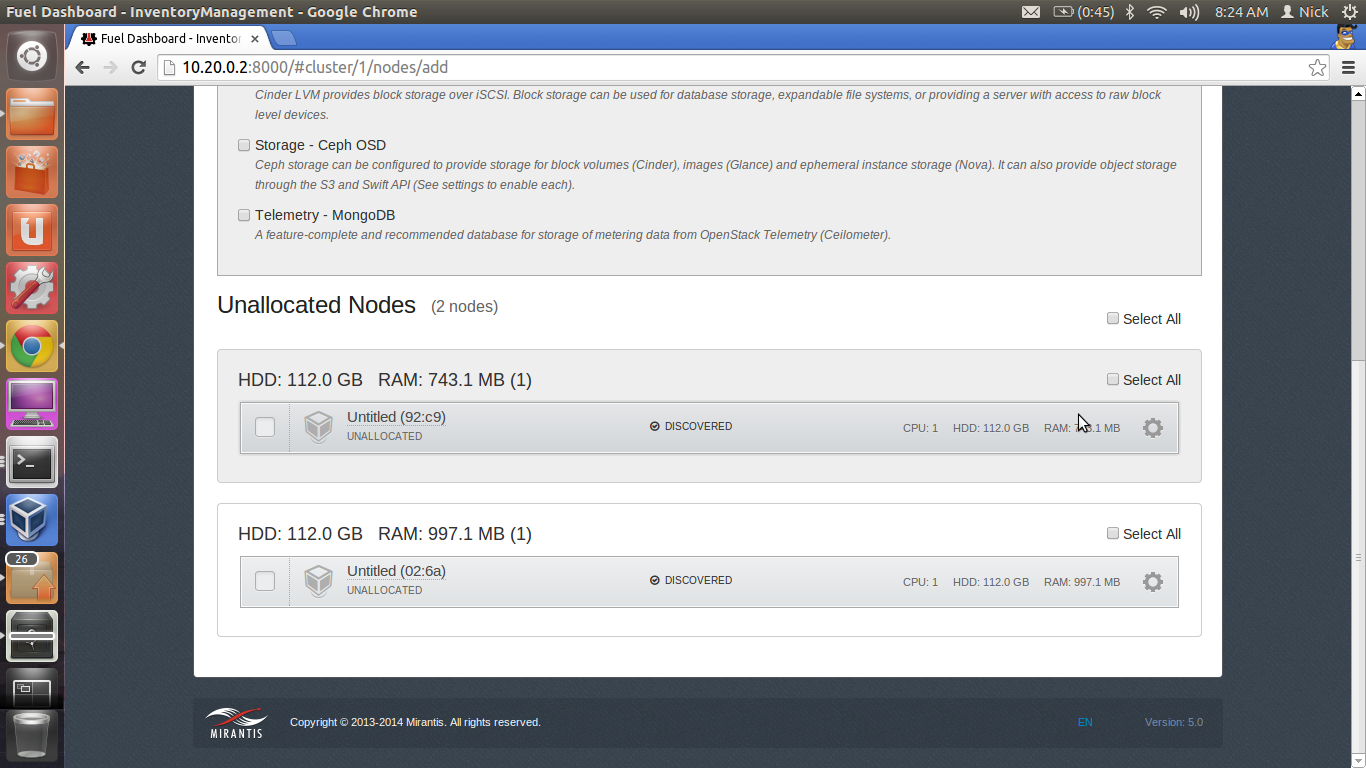 Fuel Dashboard - InventoryManagement - Google Chrome
(0:45)
8:24 AM
Nick
Fuel Dashboard - Invento
10.20.0.2:8000/#cluster/1/nodes/add
Cinder LVM provides block storage over iSCSI. Block storage can be used for database storage, expandable file systems, or providing a server with access to raw block
level devices.
Storage - Ceph OSD
Ceph storage can be configured to provide storage for block volumes (Cinder), images (Glance) and ephemeral instance storage (Nova). It can also provide object storage
through the S3 and Swift API (See settings to enable each).
Telemetry - MongoDB
A feature-complete and recommended database for storage of metering data from OpenStack Telemetry (Ceilometer).
Unallocated Nodes (2 nodes)
Select All
HDD: 112.0 GB RAM: 743.1 MB (1)
Select All
Untitled (92:c9)
UNALLOCATED
DISCOVERED
CPU: 1 HDD: 112.0 GB RAM: 743.1 MB
HDD: 112.0 GB RAM: 997.1 MB (1)
Select All
Untitled (02:6a)
UNALLOCATED
DISCOVERED
CPU: 1 HDD: 112.0 GB RAM: 997.1 MB
26
MIRANTIS
Copyright © 2013-2014 Mirantis. All rights reserved.
EN
Version: 5.0